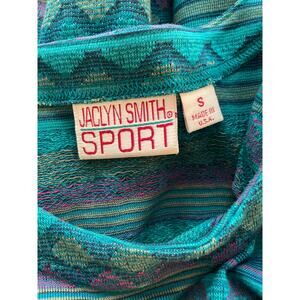 JACLYN SMITH®
SPORT
S
MADE IN
U.S.A.